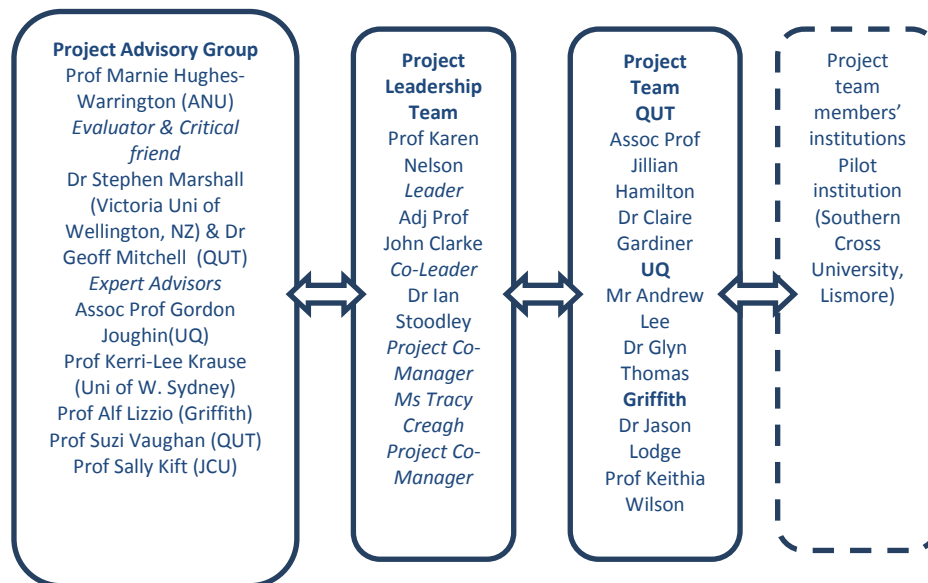 Project Advisory Group
Prof Marnie Hughes-
Warrington (ANU)
Evaluator & Critical
friend
Dr Stephen Marshall
(Victoria Uni of
Wellington, NZ) & Dr
Geoff Mitchell (QUT)
Expert Advisors
Assoc Prof Gordon
Joughin(UQ)
Prof Kerri-Lee Krause
(Uni of W. Sydney)
Prof Alf Lizzio (Griffith)
Prof Suzi Vaughan (QUT)
Prof Sally Kift (JCU)
Project
Leadership
Team
Prof Karen
Nelson
Leader
Adj Prof
John Clarke
Co-Leader
Dr Ian
Stoodley
Project Co-
Manager
Ms Tracy
Creagh
Project Co-
Manager
Project
Team
QUT
Assoc Prof
Jillian
Hamilton
Dr Claire
Gardiner
UQ
Mr Andrew
Lee
Dr Glyn
Thomas
Griffith
Dr Jason
Lodge
Prof Keithia
Wilson
Project
team
members’
institutions
Pilot
institution
(Southern
Cross
University,
Lismore)